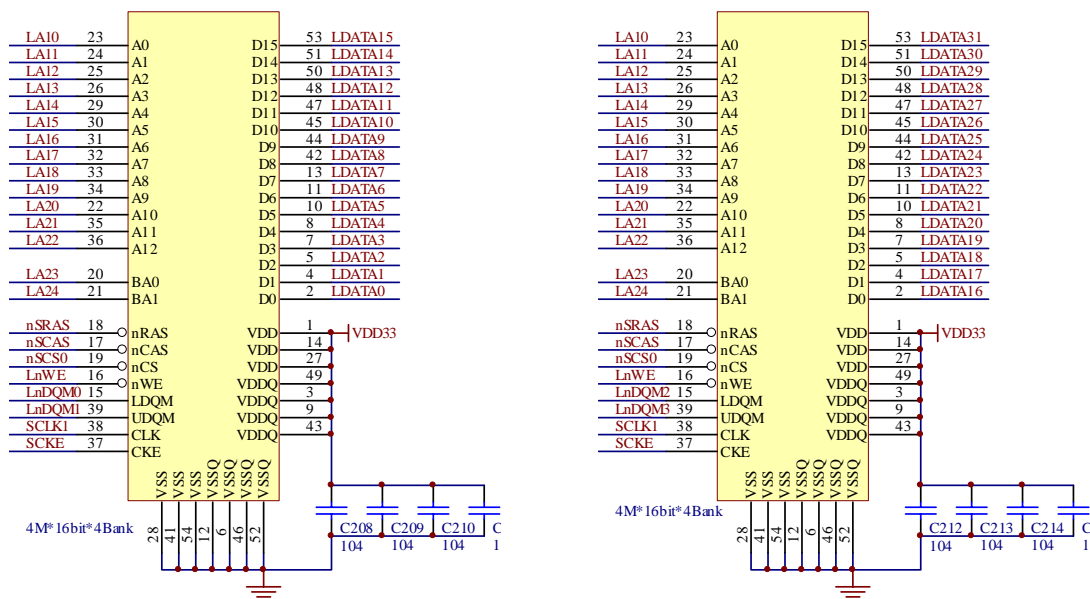 LA10 23 A0 D15 53 LDATA15
LA11 24 A1 D14 51 LDATA14
LA12 25 A2 D13 50 LDATA13
LA13 26 A3 D12 48 LDATA12
LA14 29 A4 D11 47 LDATA11
LA15 30 A5 D10 45 LDATA10
LA16 31 A6 D9 44 LDATA9
LA17 32 A7 D8 42 LDATA8
LA18 33 A8 D7 13 LDATA7
LA19 34 A9 D6 11 LDATA6
LA20 22 A10 D5 10 LDATA5
LA21 35 A11 D4 8 LDATA4
LA22 36 A12 D3 7 LDATA3
D2 5 LDATA2
LA23 20 BA0 D1 4 LDATA1
LA24 21 BA1 D0 2 LDATA0
nSRAS 18 nRAS VDD 1 VDD33
nSCAS 17 nCAS VDD 14
nSCS0 19 nCS VDD 27
LnWE 16 nWE VDDQ 49
LnDQM0 15 LDQM VDDQ 3
LnDQM1 39 UDQM VDDQ 9
SCLK1 38 CLK VDDQ 43
SCKE 37 CKE
VSS VSS VSS VSSQ VSSQ VSSQ VSSQ
4M*16bit*4Bank
28 41 54 12 6 46 52
C208 C209 C210 C
104 104 104 1
LA10 23 A0 D15 53 LDATA31
LA11 24 A1 D14 51 LDATA30
LA12 25 A2 D13 50 LDATA29
LA13 26 A3 D12 48 LDATA28
LA14 29 A4 D11 47 LDATA27
LA15 30 A5 D10 45 LDATA26
LA16 31 A6 D9 44 LDATA25
LA17 32 A7 D8 42 LDATA24
LA18 33 A8 D7 13 LDATA23
LA19 34 A9 D6 11 LDATA22
LA20 22 A10 D5 10 LDATA21
LA21 35 A11 D4 8 LDATA20
LA22 36 A12 D3 7 LDATA19
D2 5 LDATA18
LA23 20 BA0 D1 4 LDATA17
LA24 21 BA1 D0 2 LDATA16
nSRAS 18 nRAS VDD 1 VDD33
nSCAS 17 nCAS VDD 14
nSCS0 19 nCS VDD 27
LnWE 16 nWE VDDQ 49
LnDQM2 15 LDQM VDDQ 3
LnDQM3 39 UDQM VDDQ 9
SCLK1 38 CLK VDDQ 43
SCKE 37 CKE
VSS VSS VSS VSSQ VSSQ VSSQ VSSQ
4M*16bit*4Bank
28 41 54 12 6 46 52
C212 C213 C214 C
104 104 104 1